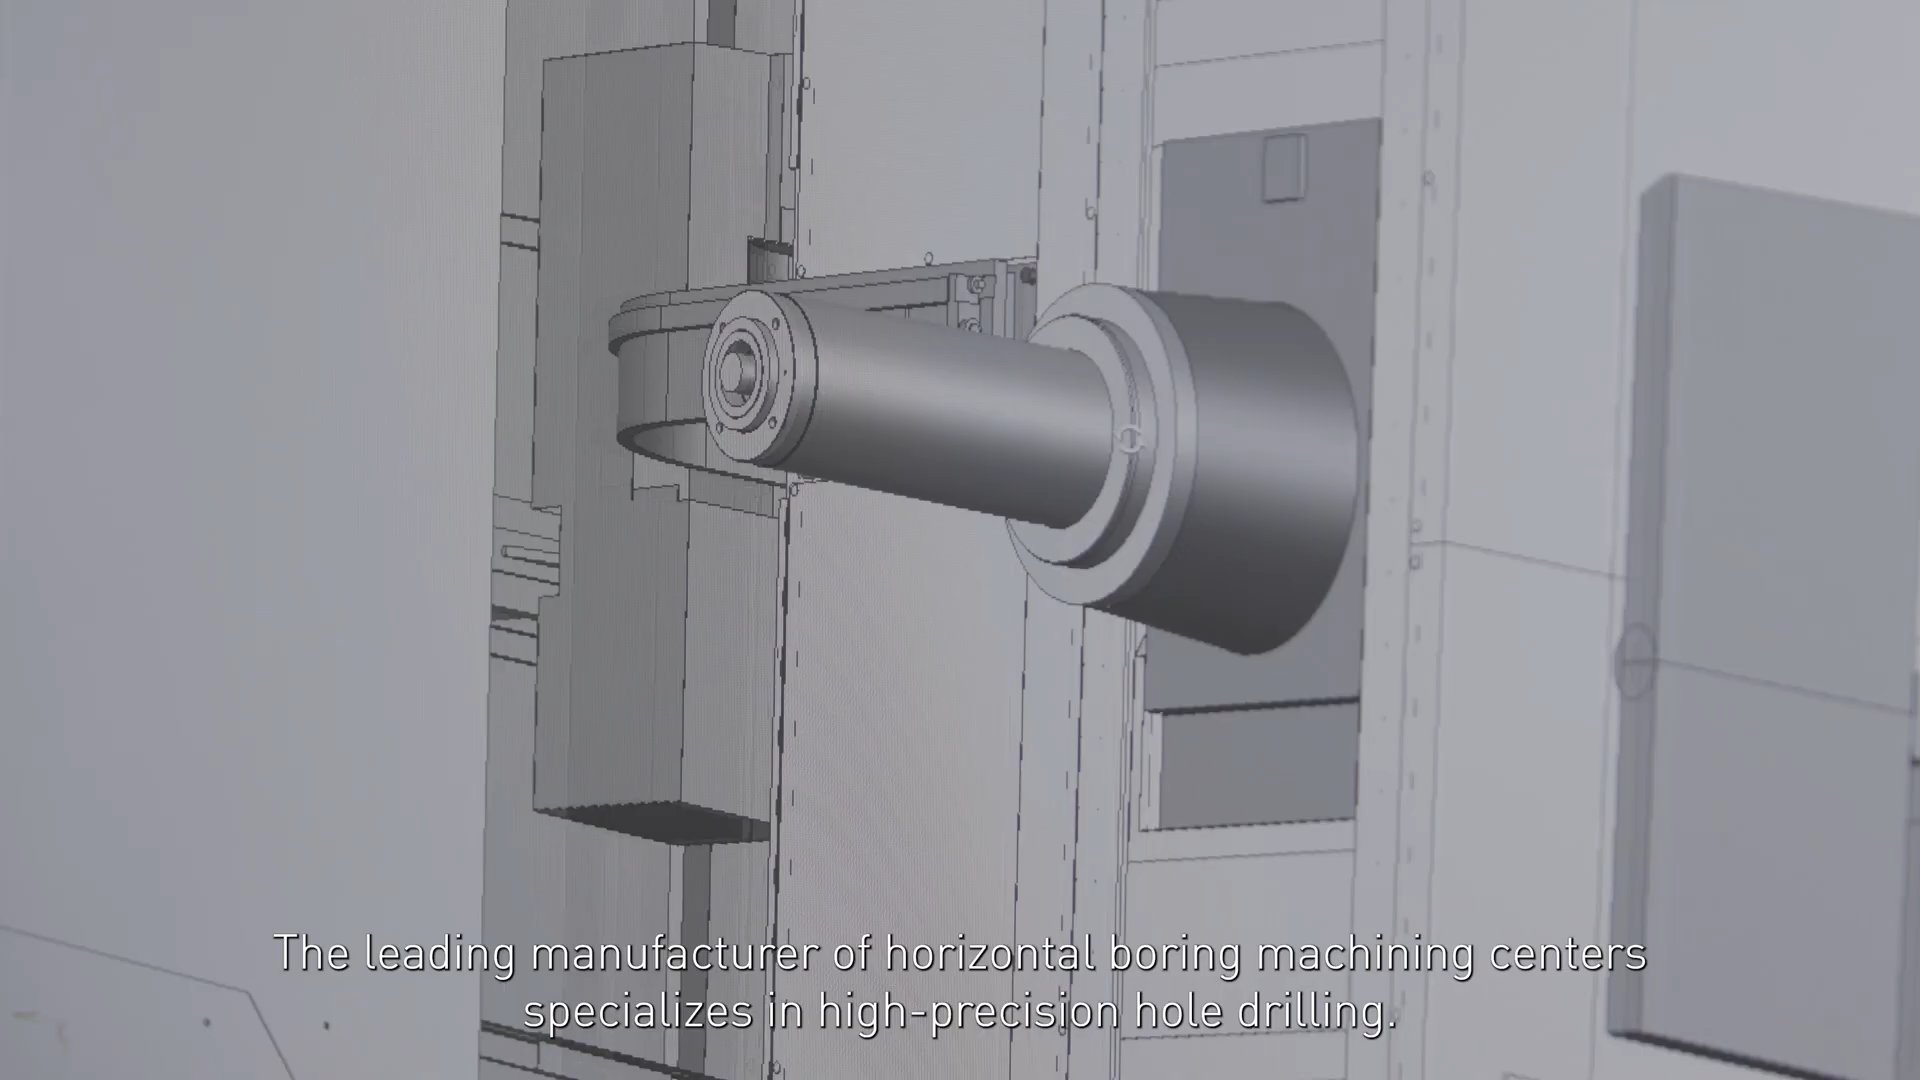 The leading manufacturer of horizontal boring machining centers
specializes in high-precision hole drilling.